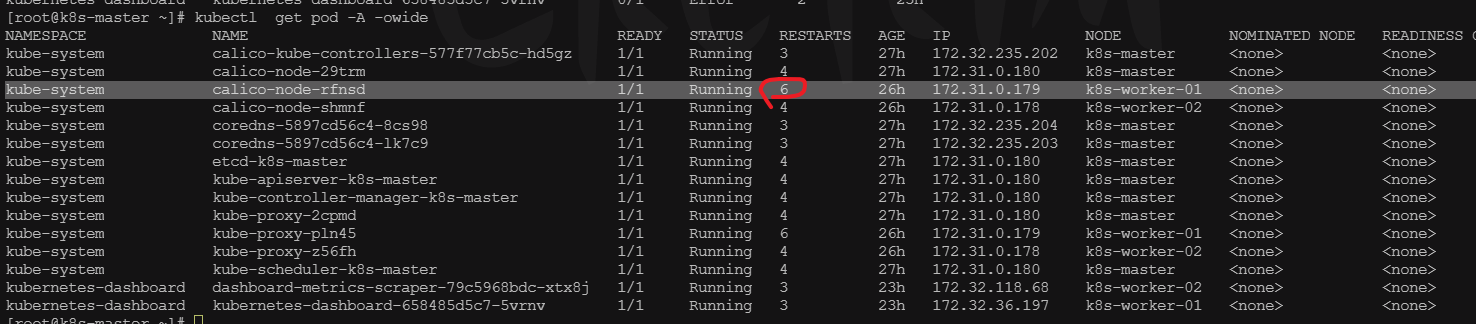 kubernetes-dashboard kubernetes-dashboard-658485d5c7-5vrnv 0/1 Error 2 23h
[root@k8s-master ~]# kubectl  get pod -A -owide
NAMESPACE NAME READY STATUS RESTARTS AGE IP NODE NOMINATED NODE READINESS
kube-system calico-kube-controllers-577f77cb5c-hd5gz 1/1 Running 3 27h 172.32.235.202 k8s-master <none> <none>
kube-system calico-node-29trm 1/1 Running 4 27h 172.31.0.180 k8s-master <none> <none>
kube-system calico-node-rfnsd 1/1 Running 6 26h 172.31.0.179 k8s-worker-01 <none> <none>
kube-system calico-node-shmnf 1/1 Running 4 26h 172.31.0.178 k8s-worker-02 <none> <none>
kube-system coredns-5897cd56c4-8cs98 1/1 Running 3 27h 172.32.235.204 k8s-master <none> <none>
kube-system coredns-5897cd56c4-lk7c9 1/1 Running 3 27h 172.32.235.203 k8s-master <none> <none>
kube-system etcd-k8s-master 1/1 Running 4 27h 172.31.0.180 k8s-master <none> <none>
kube-system kube-apiserver-k8s-master 1/1 Running 4 27h 172.31.0.180 k8s-master <none> <none>
kube-system kube-controller-manager-k8s-master 1/1 Running 4 27h 172.31.0.180 k8s-master <none> <none>
kube-system kube-proxy-2cpmd 1/1 Running 4 27h 172.31.0.180 k8s-master <none> <none>
kube-system kube-proxy-pln45 1/1 Running 6 26h 172.31.0.179 k8s-worker-01 <none> <none>
kube-system kube-proxy-z56fh 1/1 Running 4 26h 172.31.0.178 k8s-worker-02 <none> <none>
kube-system kube-scheduler-k8s-master 1/1 Running 4 27h 172.31.0.180 k8s-master <none> <none>
kubernetes-dashboard dashboard-metrics-scraper-79c5968bdc-xtx8j 1/1 Running 3 23h 172.32.118.68 k8s-worker-02 <none> <none>
kubernetes-dashboard kubernetes-dashboard-658485d5c7-5vrnv 1/1 Running 3 23h 172.32.36.197 k8s-worker-01 <none> <none>
[root@k8s-master ~]#